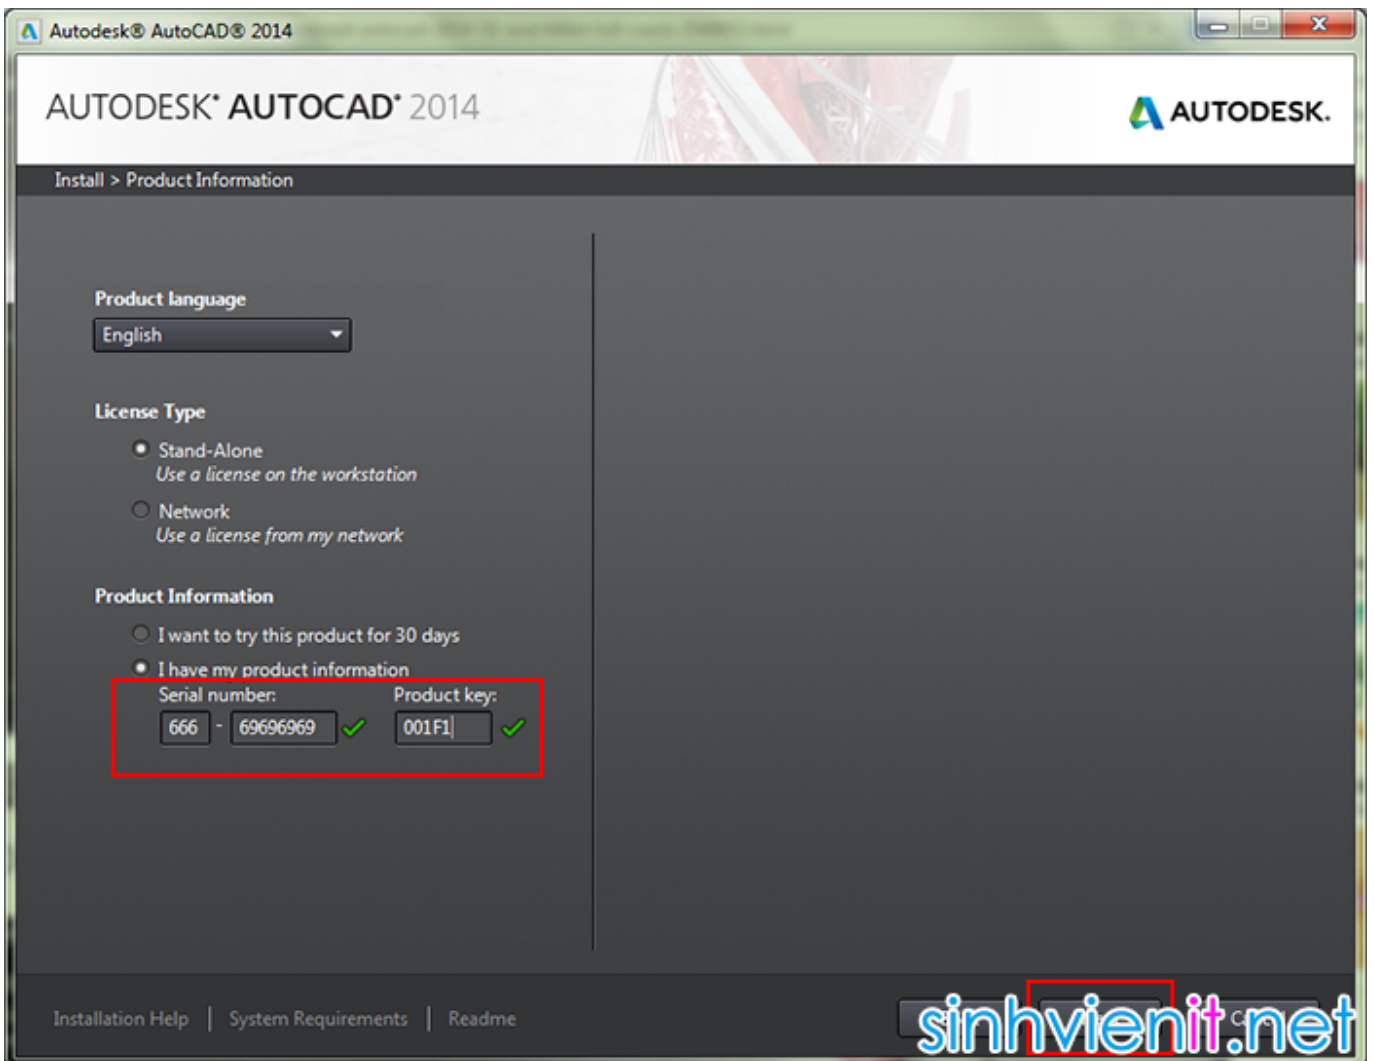 Autodesk® AutoCAD® 2014
AUTODESK® AUTOCAD® 2014
AUTODESK.
Install > Product Information
Product language
English
License Type
Stand-Alone
Use a license on the workstation
Network
Use a license from my network
Product Information
I want to try this product for 30 days
I have my product information
Serial number: Product key:
666 - 69696969 001F1
Installation Help | System Requirements | Readme
sinhvienit.net